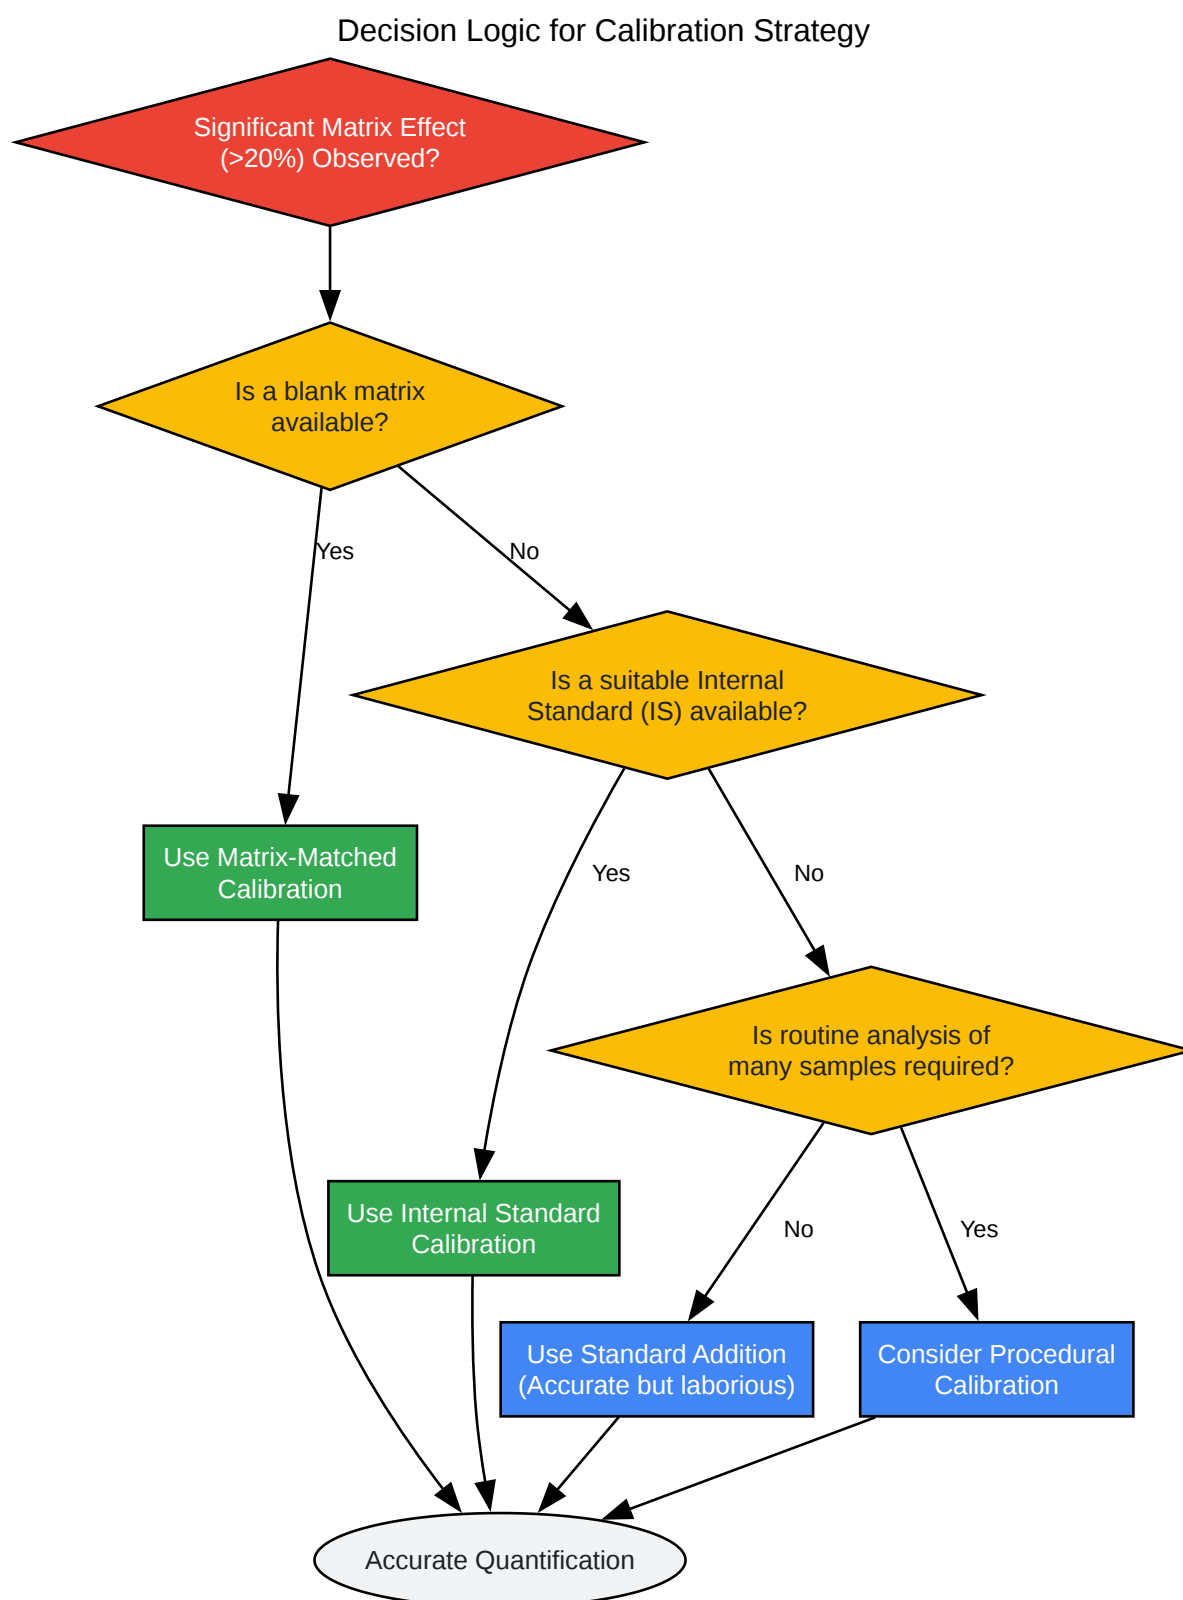 Decision Logic for Calibration Strategy
Significant Matrix Effect
(>20%) Observed?
Is a blank matrix
available?
Yes
No
Is a suitable Internal
Standard (IS) available?
Use Matrix-Matched
Calibration
Yes
No
Is routine analysis of
many samples required?
Use Internal Standard
Calibration
No
Yes
Use Standard Addition
(Accurate but laborious)
Consider Procedural
Calibration
Accurate Quantification